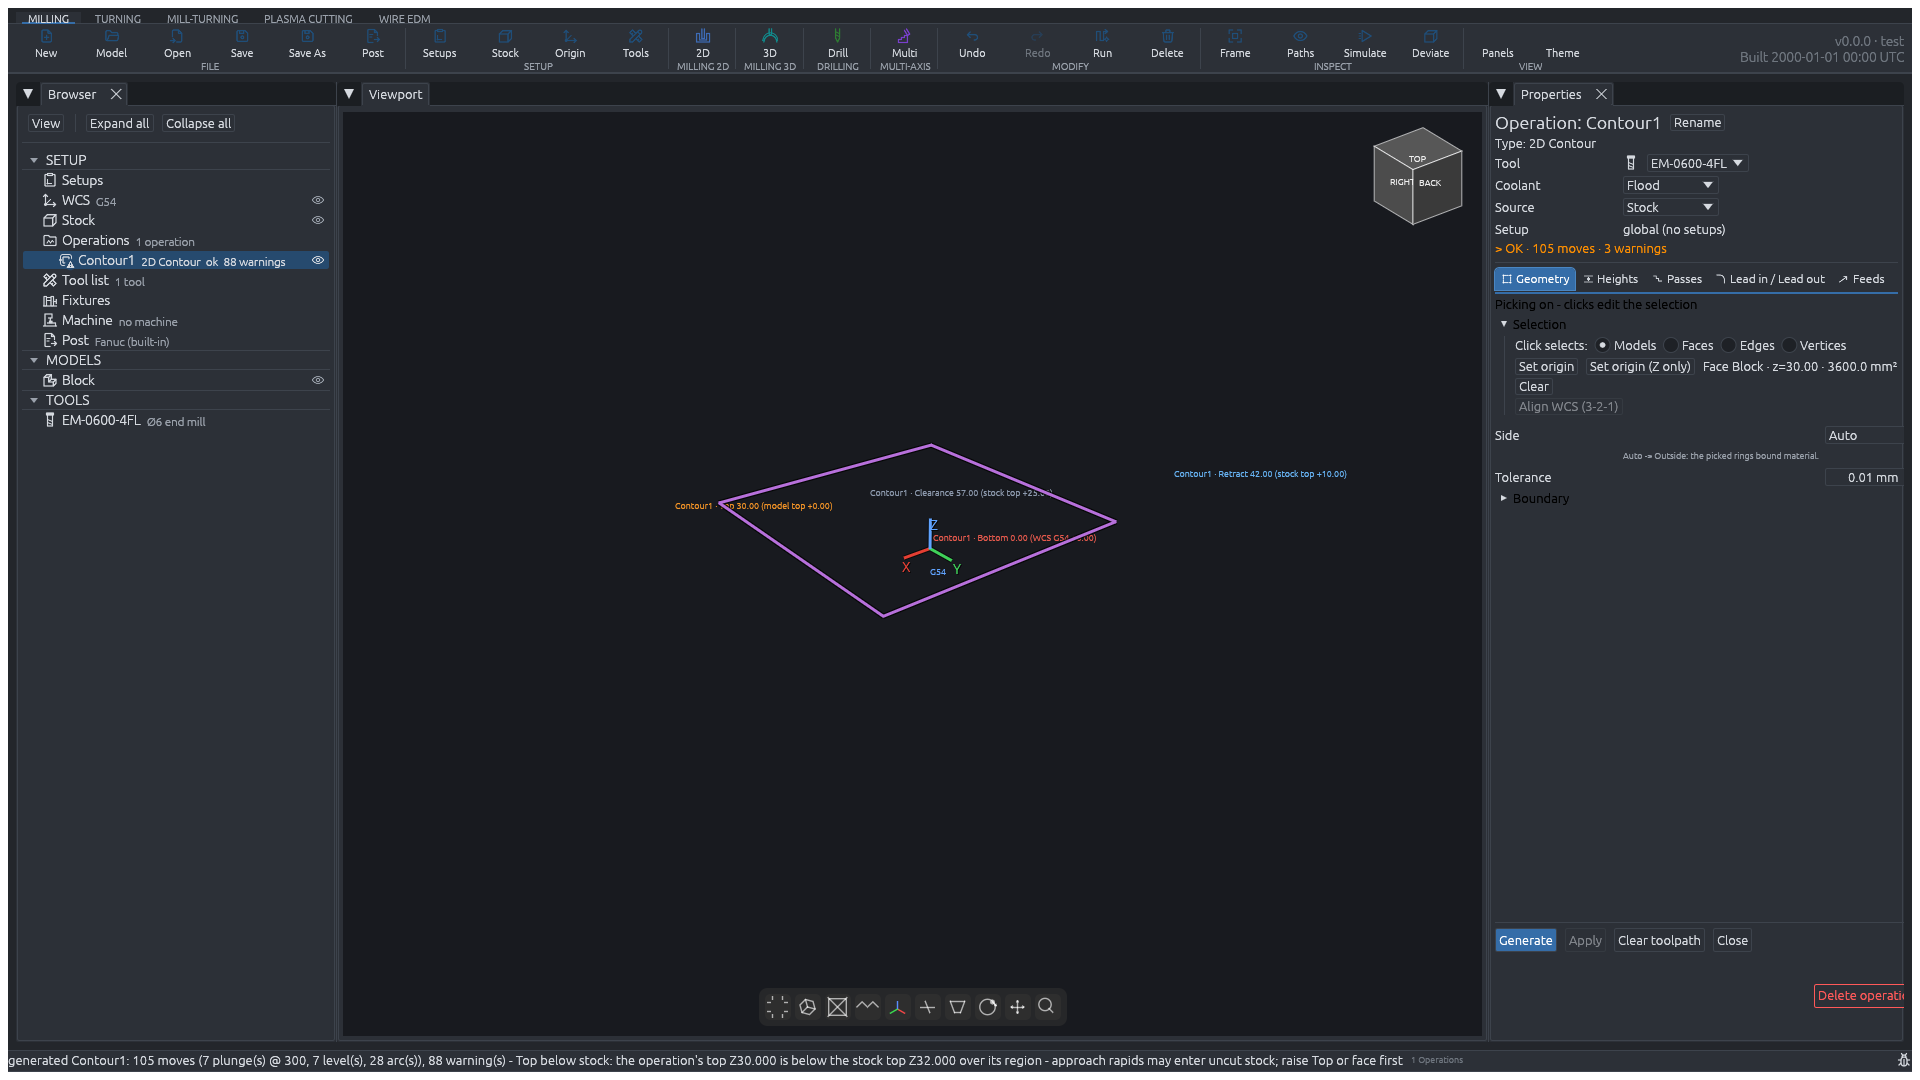 MILLING TURNING MILL-TURNING PLASMA CUTTING WIRE EDM
New Model Open Save Save As Post Setups Stock Origin Tools 2D 3D Drill Multi Undo Redo Run Delete Frame Paths Simulate Deviate Panels Theme
FILE SETUP MILLING 2D MILLING 3D DRILLING MULTI-AXIS MODIFY INSPECT VIEW
v0.0.0 · test
Built 2000-01-01 00:00 UTC
Browser
View Expand all Collapse all
SETUP
Setups
WCS G54
Stock
Operations 1 operation
Contour1 2D Contour ok 88 warnings
Tool list 1 tool
Fixtures
Machine no machine
Post Fanuc (built-in)
MODELS
Block
TOOLS
EM-0600-4FL Ø6 end mill
Viewport
TOP
RIGHT BACK
Contour1 · Retract 42.00 (stock top +10.00)
Contour1 · Clearance 57.00 (stock top +25.00)
Contour1 · Top 30.00 (model top +0.00)
Z
Contour1 · Bottom 0.00 (WCS G54 +0.00)
X G54 Y
Properties
Operation: Contour1 Rename
Type: 2D Contour
Tool EM-0600-4FL
Coolant Flood
Source Stock
Setup global (no setups)
> OK · 105 moves · 3 warnings
Geometry Heights Passes Lead in / Lead out Feeds
Picking on - clicks edit the selection
Selection
Click selects: Models Faces Edges Vertices
Set origin Set origin (Z only) Face Block · z=30.00 · 3600.0 mm²
Clear
Align WCS (3-2-1)
Side Auto
Auto -> Outside: the picked rings bound material.
Tolerance 0.01 mm
Boundary
Generate Apply Clear toolpath Close
Delete operatio
generated Contour1: 105 moves (7 plunge(s) @ 300, 7 level(s), 28 arc(s)), 88 warning(s) - Top below stock: the operation's top Z30.000 is below the stock top Z32.000 over its region - approach rapids may enter uncut stock; raise Top or face first 1 Operations